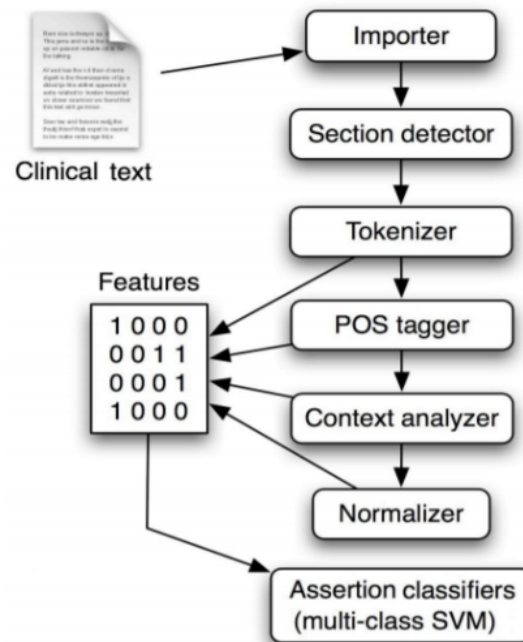 Importer
Clinical text
Section detector
Tokenizer
Features
1 0 0 0
0 0 1 1
0 0 0 1
1 0 0 0
POS tagger
Context analyzer
Normalizer
Assertion classifiers
(multi-class SVM)